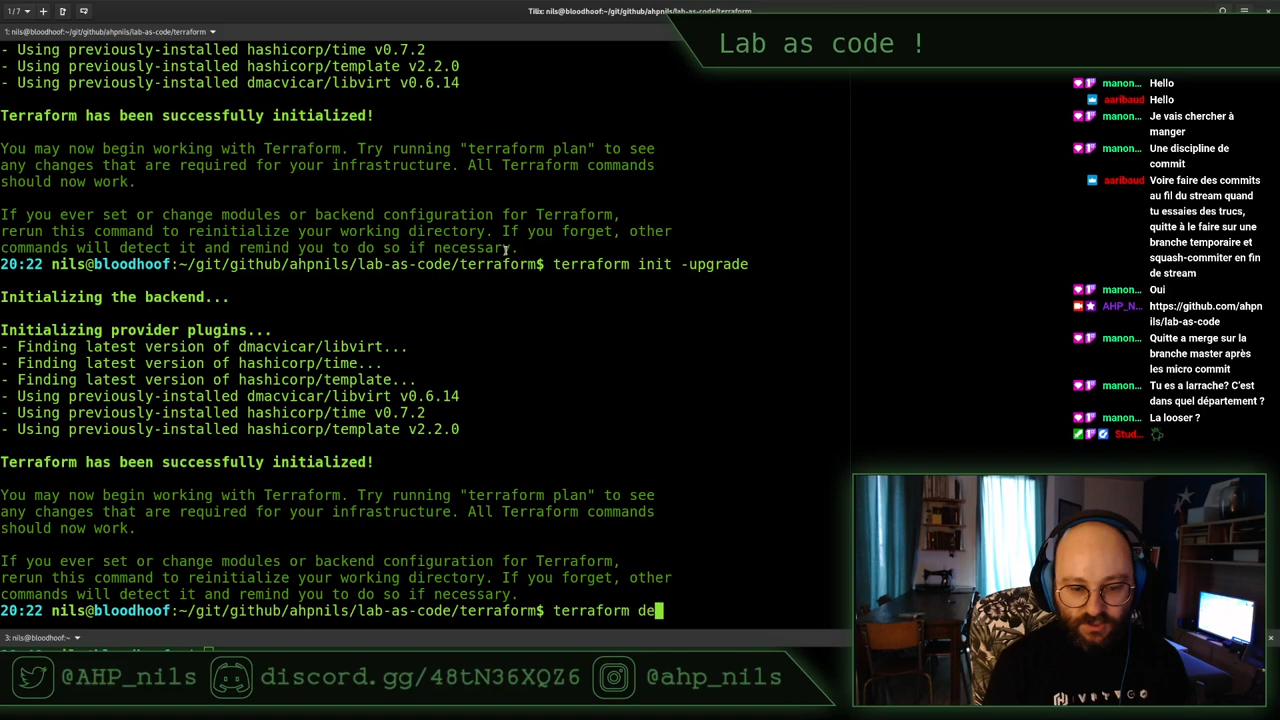 1 / 7
Tilix: nils@bloodhoof:~/git/github/ahpnils/lab-as-code/terraform
1: nils@bloodhoof:~/git/github/ahpnils/lab-as-code/terraform
Lab as code !
- Using previously-installed hashicorp/time v0.7.2
- Using previously-installed hashicorp/template v2.2.0
- Using previously-installed dmacvicar/libvirt v0.6.14
Terraform has been successfully initialized!
You may now begin working with Terraform. Try running "terraform plan" to see
any changes that are required for your infrastructure. All Terraform commands
should now work.
If you ever set or change modules or backend configuration for Terraform,
rerun this command to reinitialize your working directory. If you forget, other
commands will detect it and remind you to do so if necessary.
20:22 nils@bloodhoof:~/git/github/ahpnils/lab-as-code/terraform$ terraform init -upgrade
Initializing the backend...
Initializing provider plugins...
- Finding latest version of dmacvicar/libvirt...
- Finding latest version of hashicorp/time...
- Finding latest version of hashicorp/template...
- Using previously-installed dmacvicar/libvirt v0.6.14
- Using previously-installed hashicorp/time v0.7.2
- Using previously-installed hashicorp/template v2.2.0
Terraform has been successfully initialized!
You may now begin working with Terraform. Try running "terraform plan" to see
any changes that are required for your infrastructure. All Terraform commands
should now work.
If you ever set or change modules or backend configuration for Terraform,
rerun this command to reinitialize your working directory. If you forget, other
commands will detect it and remind you to do so if necessary.
20:22 nils@bloodhoof:~/git/github/ahpnils/lab-as-code/terraform$ terraform de
3: nils@bloodhoof:~
manon... Hello
aaribaud Hello
manon... Je vais chercher à
manger
manon... Une discipline de
commit
aaribaud Voire faire des commits
au fil du stream quand
tu essaies des trucs,
quitte à le faire sur une
branche temporaire et
squash-commiter en fin
de stream
manon... Oui
AHP_N... https://github.com/ahpn
ils/lab-as-code
manon... Quitte a merge sur la
branche master après
les micro commit
manon... Tu es a larrache? C'est
dans quel département ?
manon... La looser ?
Stud...
@AHP_nils
discord.gg/48tN36XQZ6
@ahp_nils